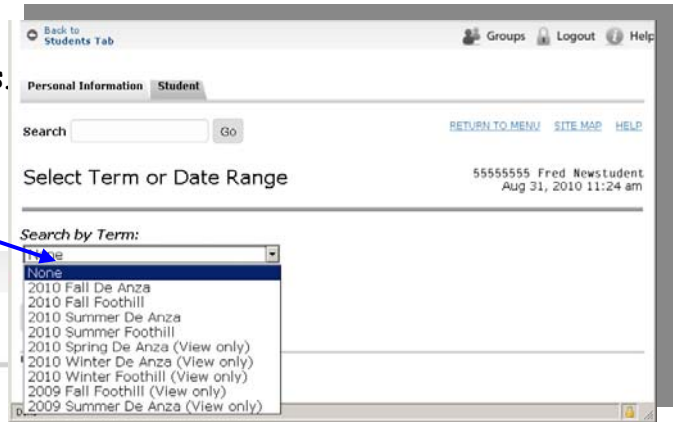 Back to
Students Tab
Groups Logout Help
s.
Personal Information Student
Search Go
RETURN TO MENU SITE MAP HELP
Select Term or Date Range
55555555 Fred Newstudent
Aug 31, 2010 11:24 am
Search by Term:
None
None
2010 Fall De Anza
2010 Fall Foothill
2010 Summer De Anza
2010 Summer Foothill
2010 Spring De Anza (View only)
2010 Winter De Anza (View only)
2010 Winter Foothill (View only)
2009 Fall Foothill (View only)
2009 Summer De Anza (View only)